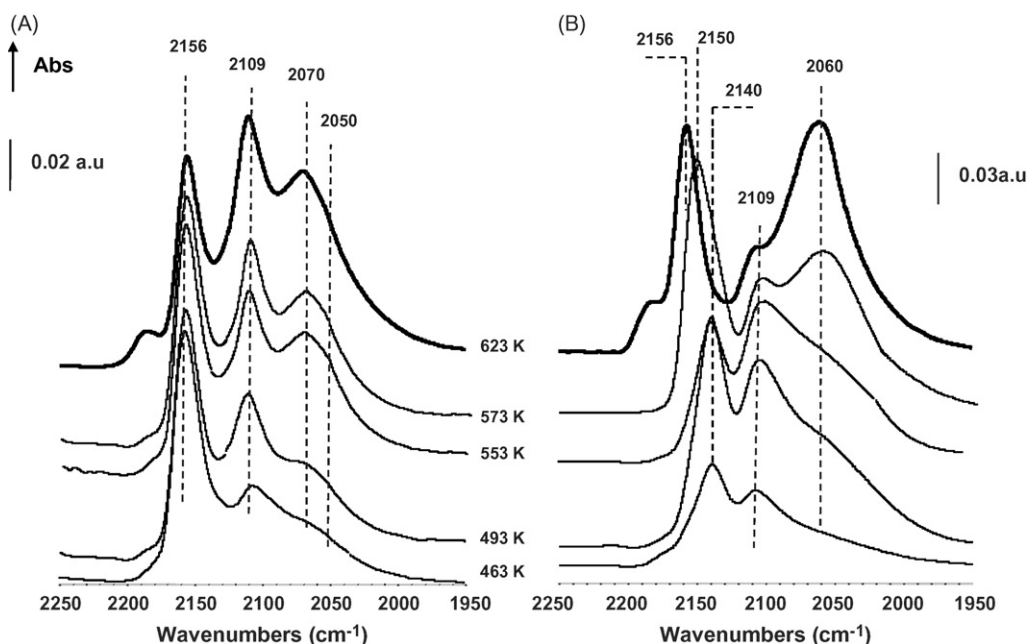 (A)
Abs
0.02 a.u
2156
2109
2070
2050
623 K
573 K
553 K
493 K
463 K
2250 2200 2150 2100 2050 2000 1950
Wavenumbers (cm-1)
(B)
2156
2150
2140
2109
2060
0.03a.u
2250 2200 2150 2100 2050 2000 1950
Wavenumbers (cm-1)